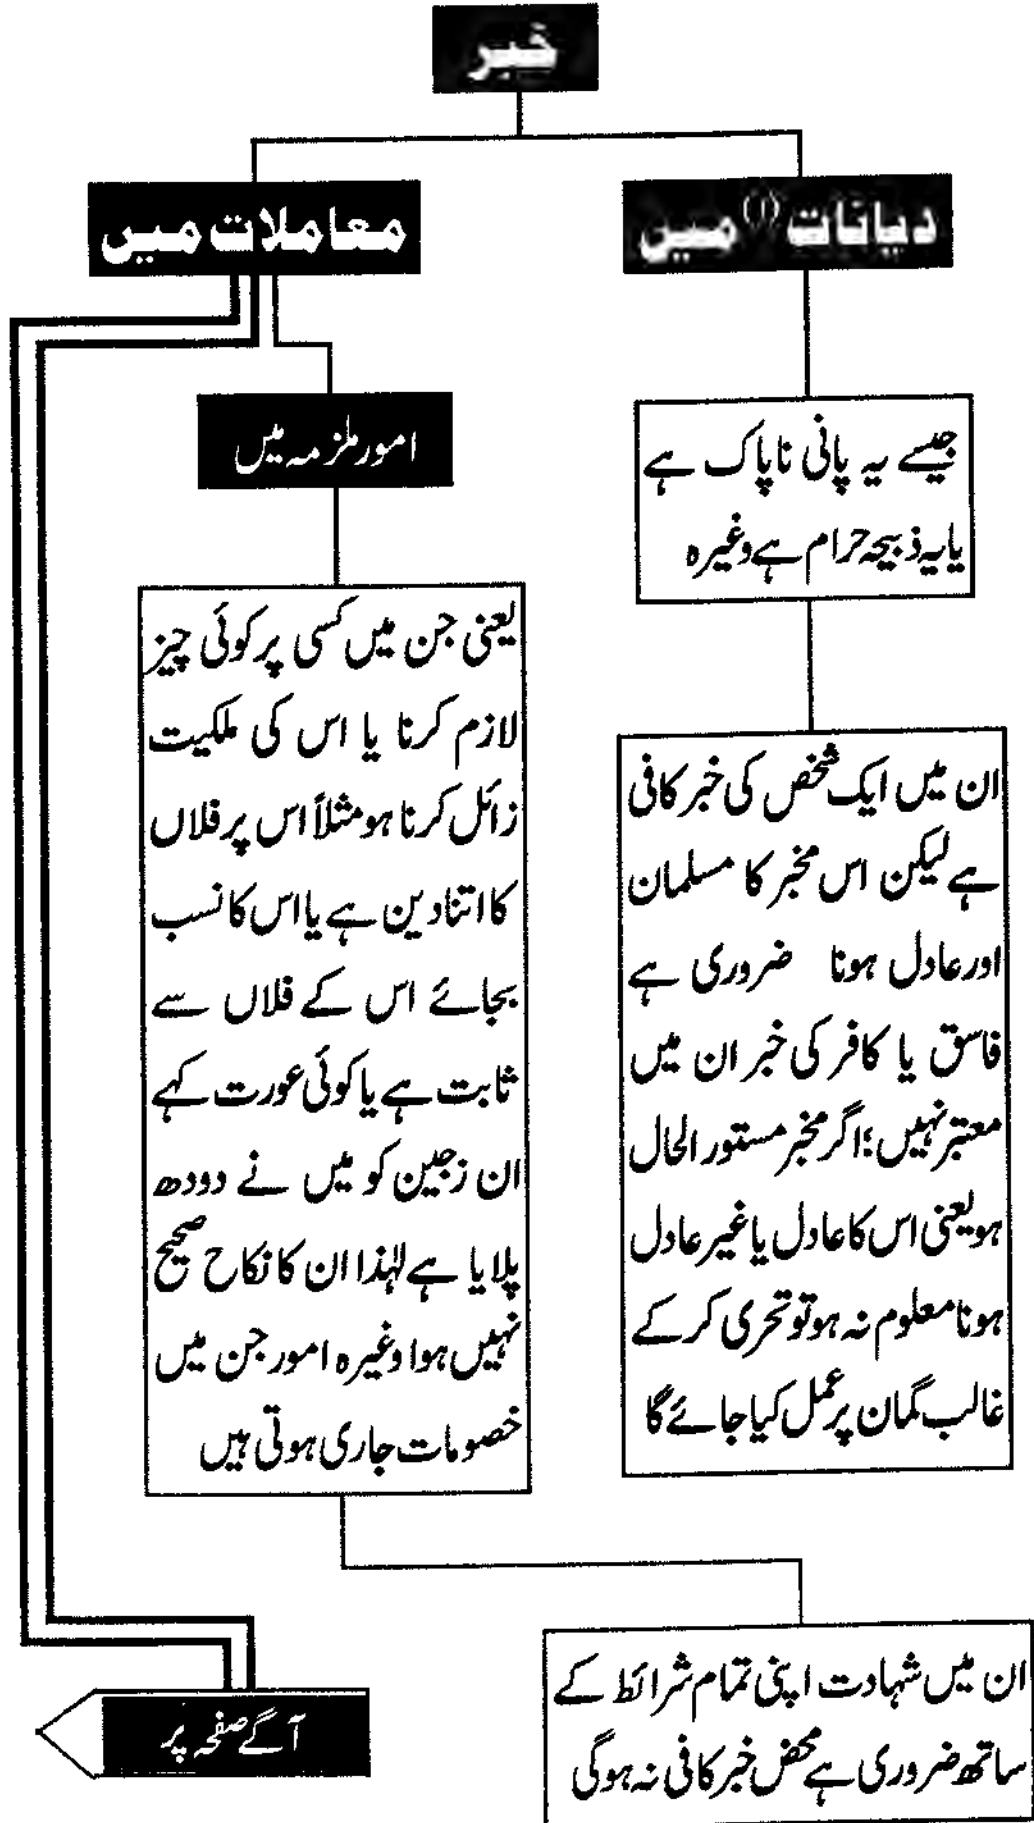 خبر
دیانات (۱) میں
جیسے یہ پانی ناپاک ہے
یا یہ ذبیحہ حرام ہے وغیرہ
ان میں ایک شخص کی خبر کافی
ہے لیکن اس مخبر کا مسلمان
اور عادل ہونا ضروری ہے
فاسق یا کافر کی خبر ان میں
معتبر نہیں؛ اگر مخبر مستور الحال
ہو یعنی اس کا عادل یا غیر عادل
ہونا معلوم نہ ہو تو تحری کر کے
غالب گمان پر عمل کیا جائے گا
معاملات میں
امور ملزمہ میں
یعنی جن میں کسی پر کوئی چیز
لازم کرنا یا اس کی ملکیت
زائل کرنا ہو مثلاً اس پر فلاں
کا اتنا دین ہے یا اس کا نسب
بجائے اس کے فلاں سے
ثابت ہے یا کوئی عورت کہے
ان زجین کو میں نے دودھ
پلایا ہے لہٰذا ان کا نکاح صحیح
نہیں ہوا وغیرہ امور جن میں
خصومات جاری ہوتی ہیں
ان میں شہادت اپنی تمام شرائط کے
ساتھ ضروری ہے محض خبر کافی نہ ہوگی
آگے صفحہ پر